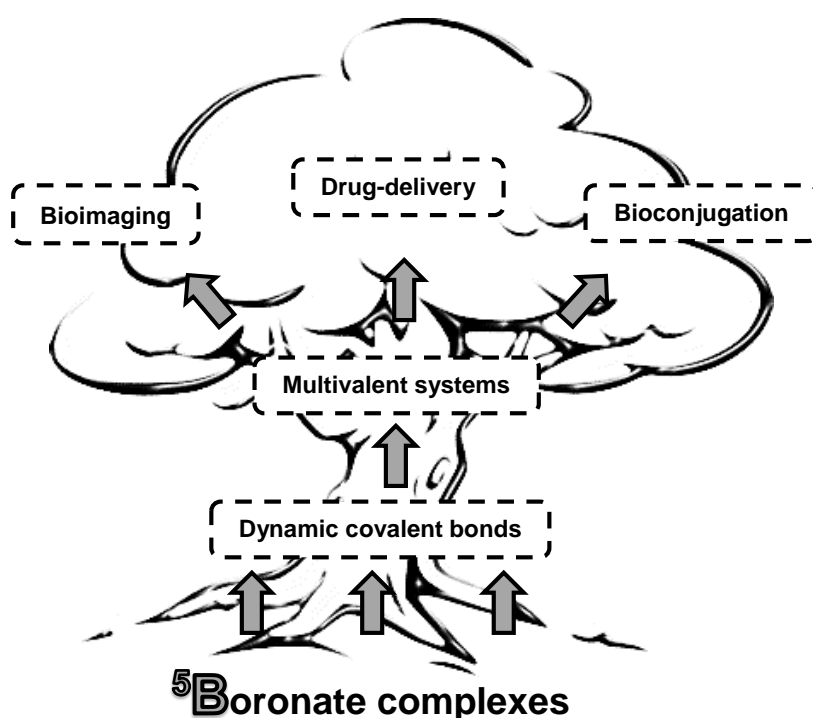 Drug-delivery
Bioimaging
Bioconjugation
Multivalent systems
Dynamic covalent bonds
⁵Boronate complexes